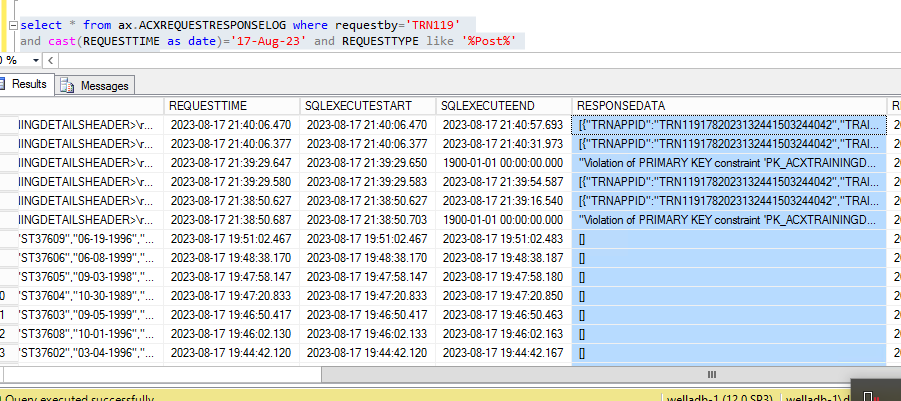 select * from ax.ACXREQUESTRESPONSELOG where requestby='TRN119'
and cast(REQUESTTIME as date)='17-Aug-23' and REQUESTTYPE like '%Post%'
0 %
Results Messages
REQUESTTIME SQLEXECUTESTART SQLEXECUTEEND RESPONSEDATA RE
IINGDETAILSHEADER>\r... 2023-08-17 21:40:06.470 2023-08-17 21:40:06.470 2023-08-17 21:40:57.693 [{"TRNAPPID":"TRN1191782023132441503244042","TRAI... 20
IINGDETAILSHEADER>\r... 2023-08-17 21:40:06.377 2023-08-17 21:40:06.377 2023-08-17 21:40:31.973 [{"TRNAPPID":"TRN1191782023132441503244042","TRAI... 20
IINGDETAILSHEADER>\r... 2023-08-17 21:39:29.647 2023-08-17 21:39:29.650 1900-01-01 00:00:00.000 "Violation of PRIMARY KEY constraint 'PK_ACXTRAININGD... 20
IINGDETAILSHEADER>\r... 2023-08-17 21:39:29.580 2023-08-17 21:39:29.583 2023-08-17 21:39:54.587 [{"TRNAPPID":"TRN1191782023132441503244042","TRAI... 20
IINGDETAILSHEADER>\r... 2023-08-17 21:38:50.627 2023-08-17 21:38:50.627 2023-08-17 21:39:16.540 [{"TRNAPPID":"TRN1191782023132441503244042","TRAI... 20
IINGDETAILSHEADER>\r... 2023-08-17 21:38:50.687 2023-08-17 21:38:50.703 1900-01-01 00:00:00.000 "Violation of PRIMARY KEY constraint 'PK_ACXTRAININGD... 20
'ST37609","06-19-1996","... 2023-08-17 19:51:02.467 2023-08-17 19:51:02.467 2023-08-17 19:51:02.483 [] 20
'ST37606","06-08-1999","... 2023-08-17 19:48:38.170 2023-08-17 19:48:38.170 2023-08-17 19:48:38.187 [] 20
'ST37605","09-03-1998","... 2023-08-17 19:47:58.147 2023-08-17 19:47:58.147 2023-08-17 19:47:58.180 [] 20
0 'ST37604","10-30-1989","... 2023-08-17 19:47:20.833 2023-08-17 19:47:20.833 2023-08-17 19:47:20.850 [] 20
1 'ST37603","09-05-1999","... 2023-08-17 19:46:50.417 2023-08-17 19:46:50.417 2023-08-17 19:46:50.463 [] 20
2 'ST37608","10-01-1996","... 2023-08-17 19:46:02.130 2023-08-17 19:46:02.133 2023-08-17 19:46:02.163 [] 20
3 'ST37602","03-04-1996","... 2023-08-17 19:44:42.120 2023-08-17 19:44:42.120 2023-08-17 19:44:42.167 [] 20
Query executed successfully. welladb-1 (12.0 SP3) welladb-1\d